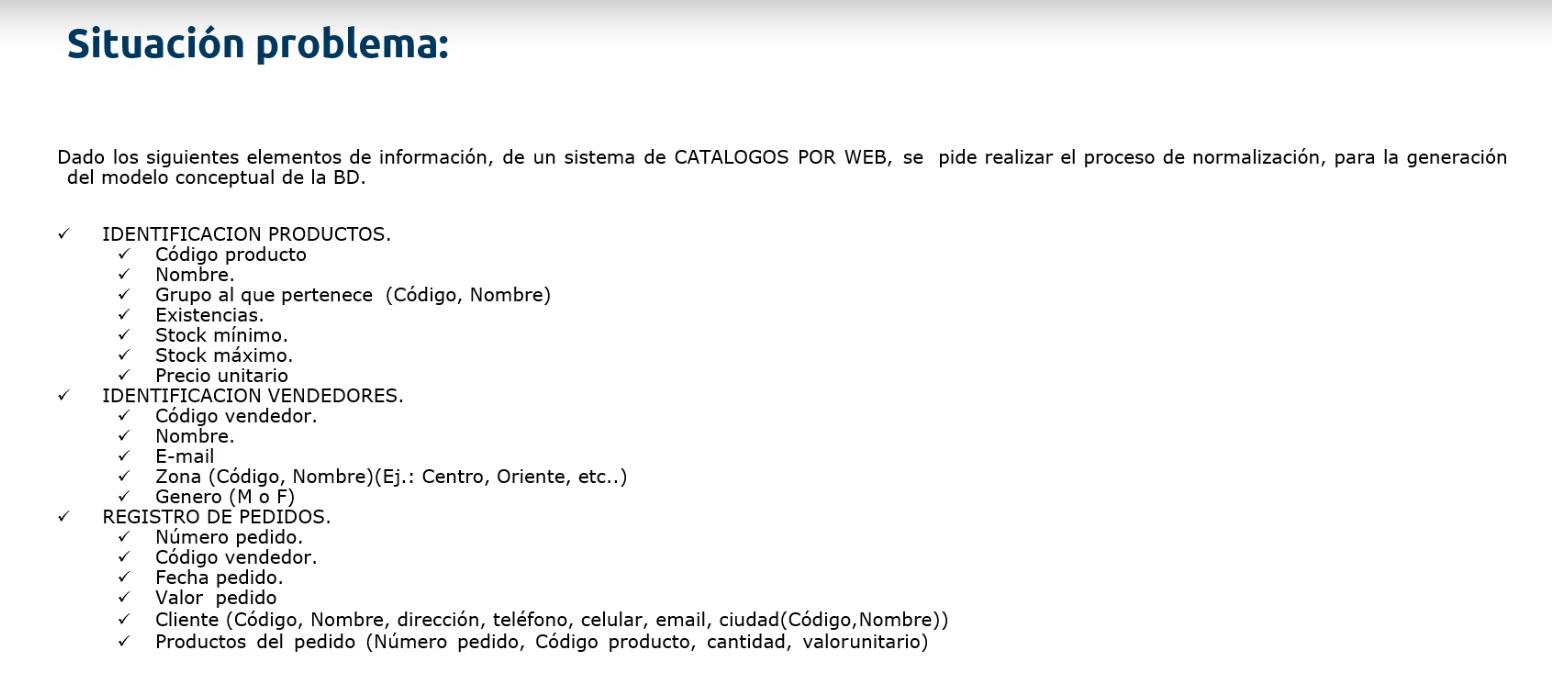 Situación problema:
Dado los siguientes elementos de información, de un sistema de CATALOGOS POR WEB, se pide realizar el proceso de normalización, para la generación
del modelo conceptual de la BD.
✓ IDENTIFICACION PRODUCTOS.
✓ Código producto
✓ Nombre.
✓ Grupo al que pertenece (Código, Nombre)
✓ Existencias.
✓ Stock mínimo.
✓ Stock máximo.
✓ Precio unitario
✓ IDENTIFICACION VENDEDORES.
✓ Código vendedor.
✓ Nombre.
✓ E-mail
✓ Zona (Código, Nombre)(Ej.: Centro, Oriente, etc..)
✓ Genero (M o F)
✓ REGISTRO DE PEDIDOS.
✓ Número pedido.
✓ Código vendedor.
✓ Fecha pedido.
✓ Valor pedido
✓ Cliente (Código, Nombre, dirección, teléfono, celular, email, ciudad(Código,Nombre))
✓ Productos del pedido (Número pedido, Código producto, cantidad, valorunitario)